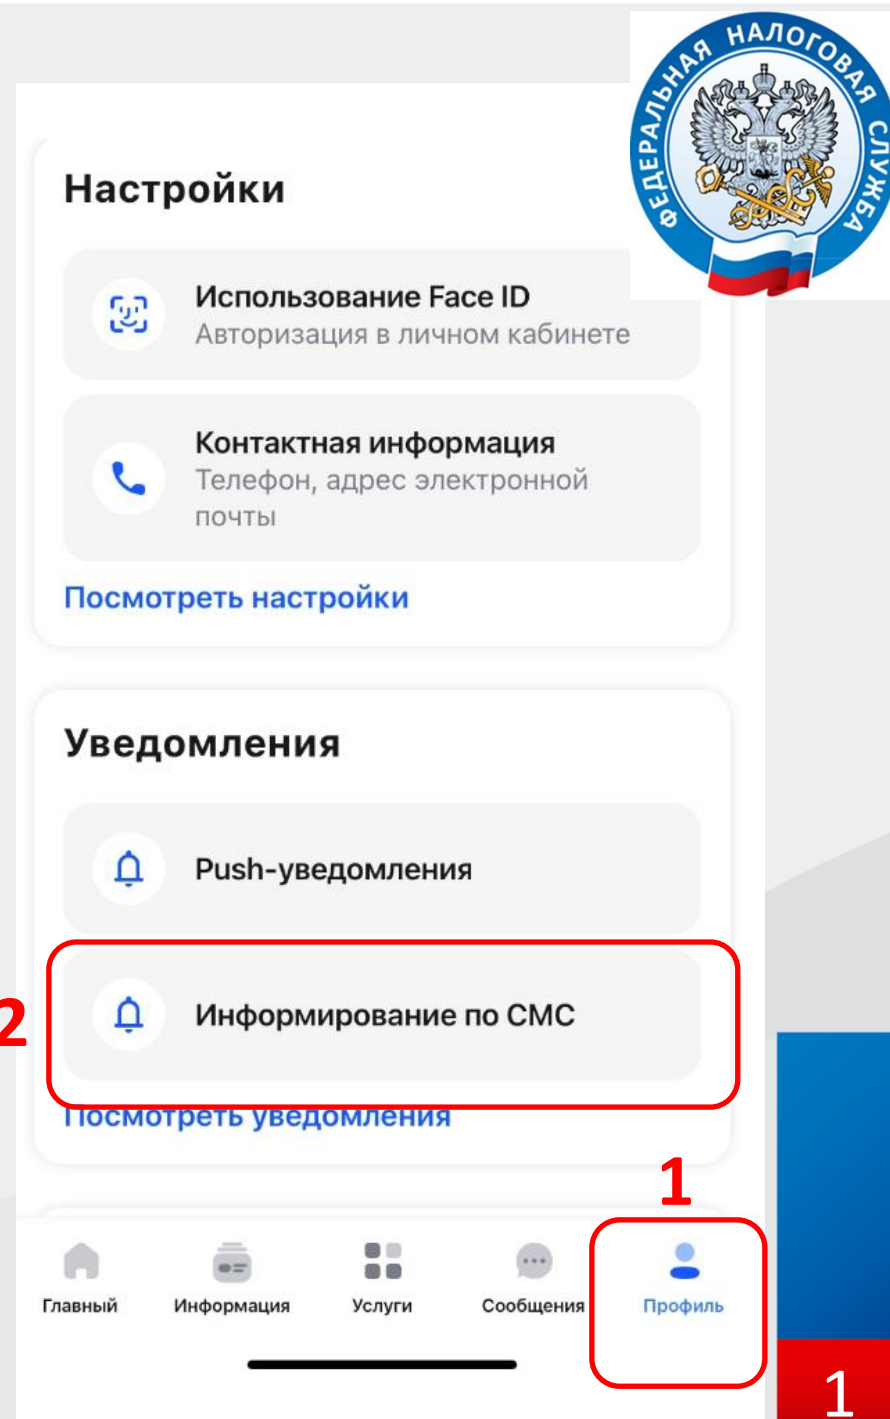 ФЕДЕРАЛЬНАЯ НАЛОГОВАЯ СЛУЖБА
Настройки
Использование Face ID
Авторизация в личном кабинете
Контактная информация
Телефон, адрес электронной
почты
Посмотреть настройки
Уведомления
Push-уведомления
2
Информирование по СМС
Посмотреть уведомления
1
Главный
Информация
Услуги
Сообщения
Профиль
1